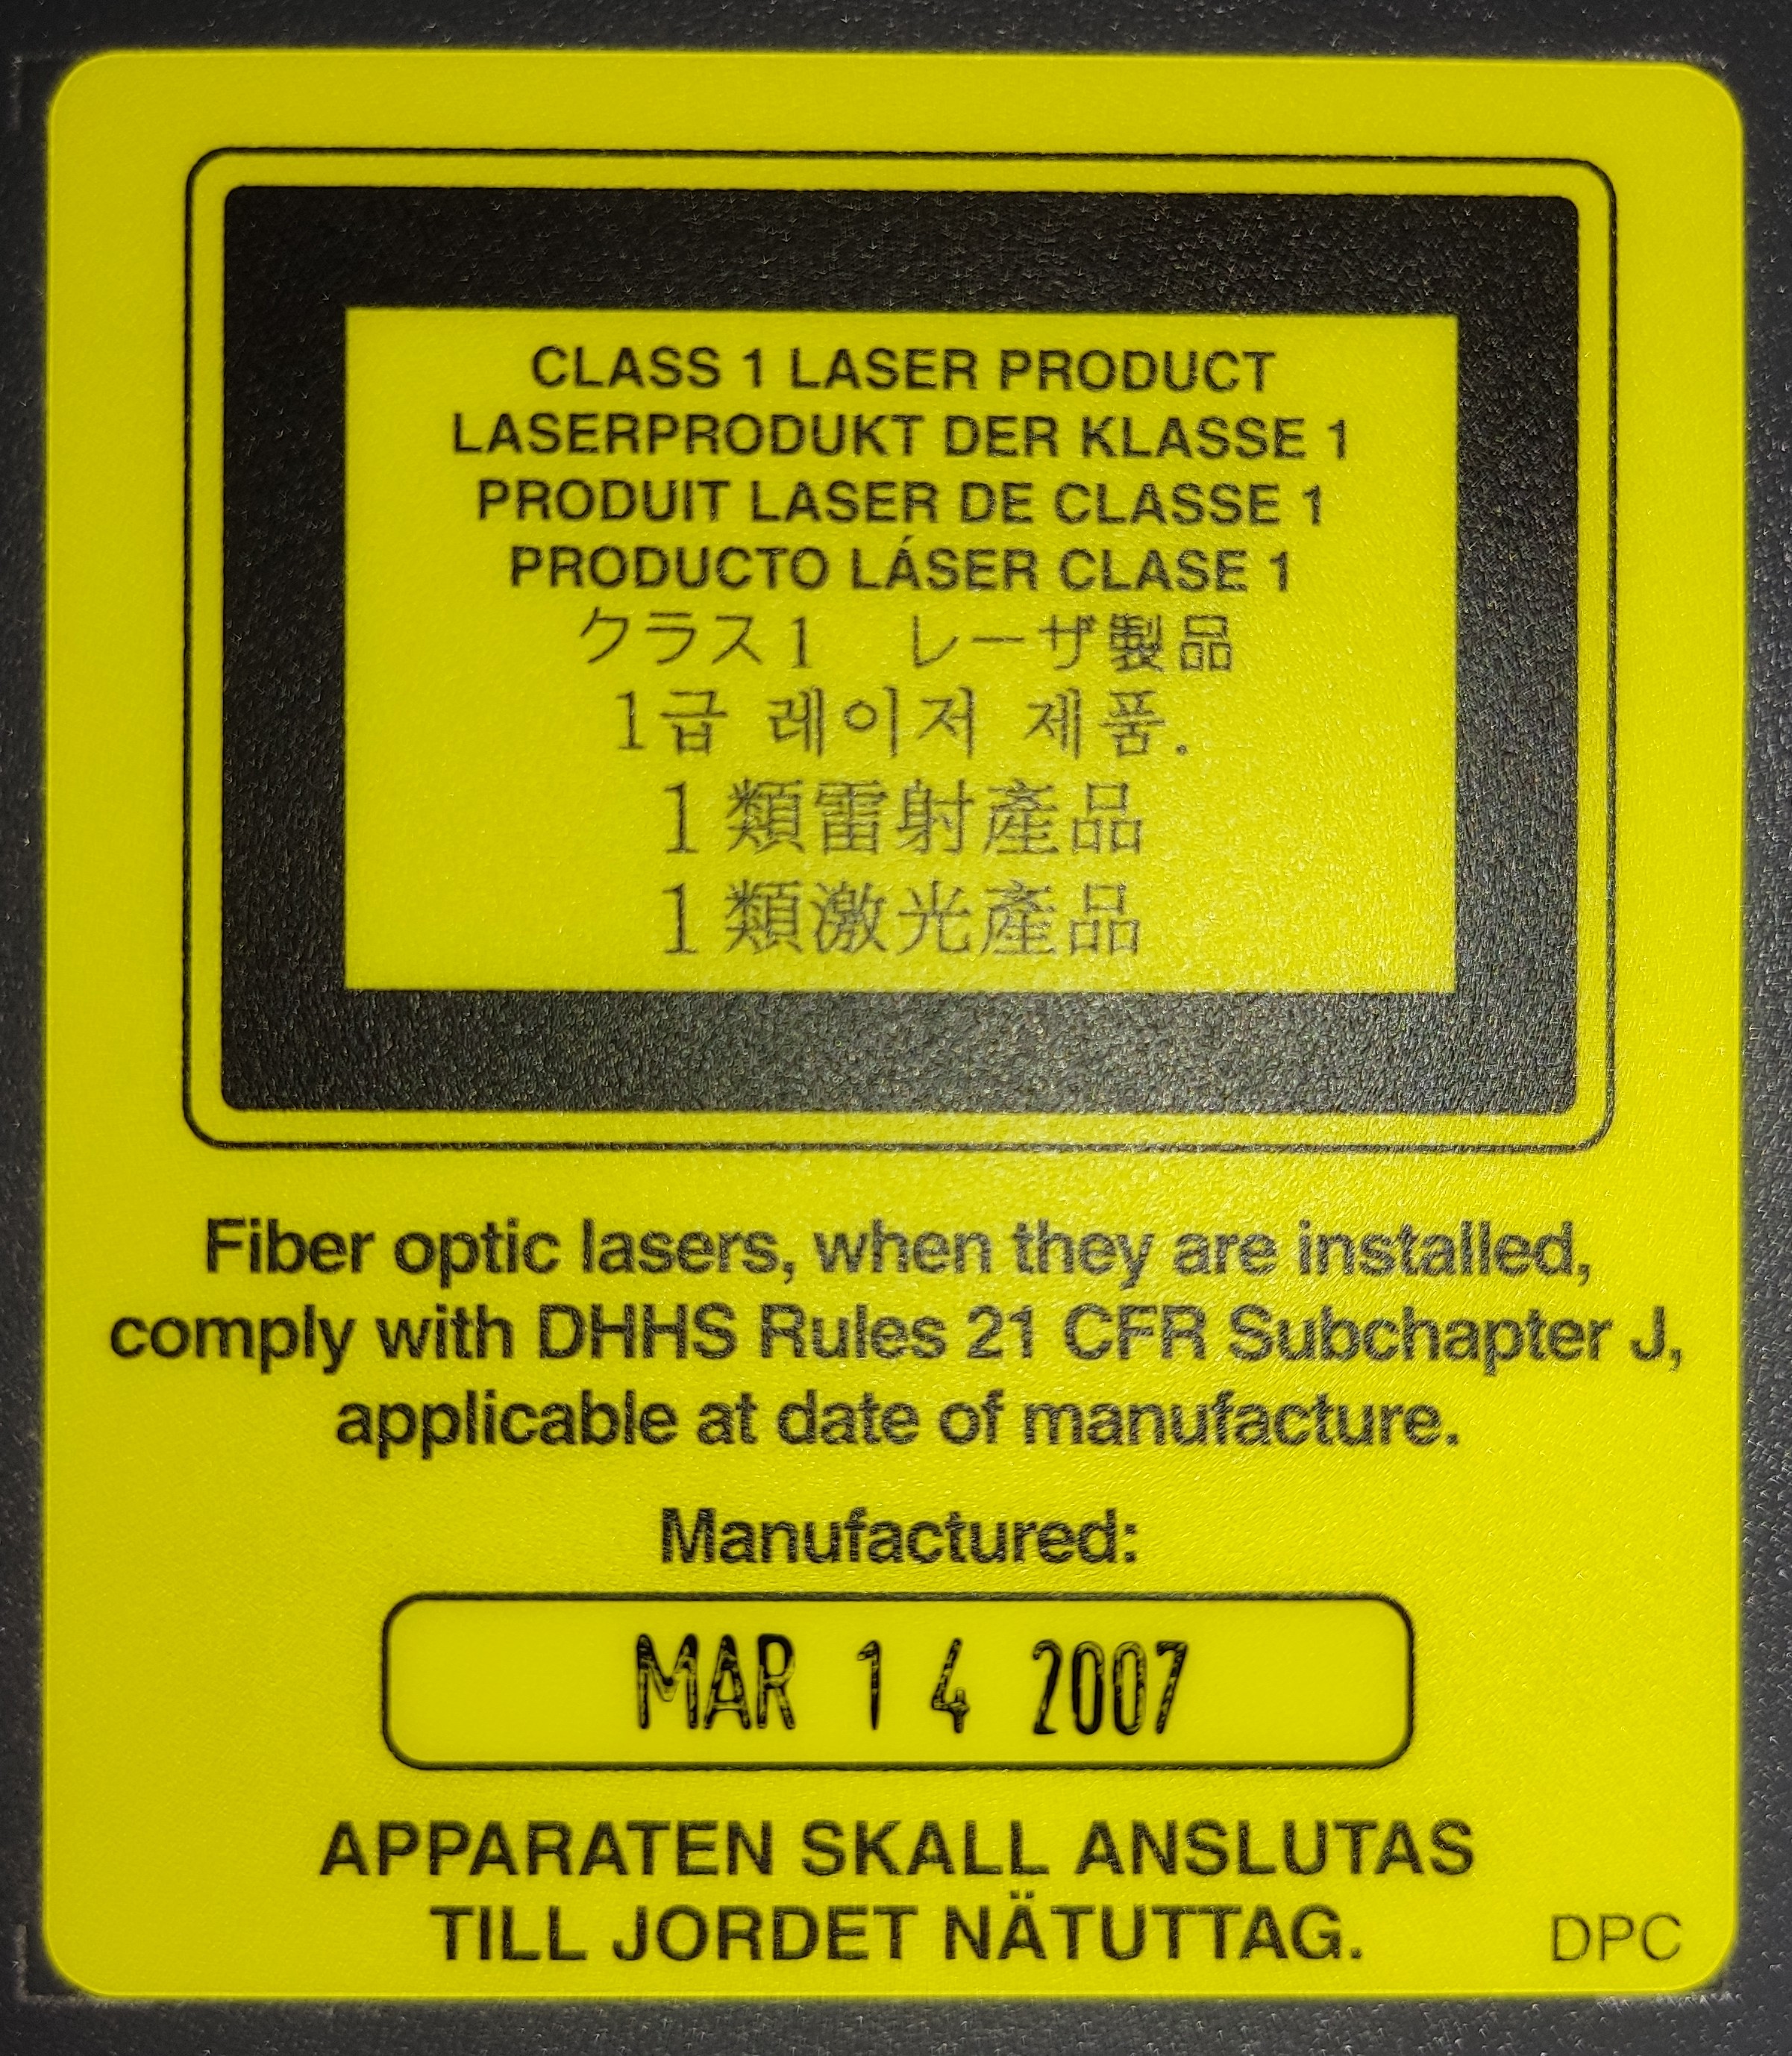 CLASS 1 LASER PRODUCT
LASERPRODUKT DER KLASSE 1
PRODUIT LASER DE CLASSE 1
PRODUCTO LÁSER CLASE 1
クラス1　レーザ製品
1급 레이저 제품.
1類雷射產品
1類激光產品
Fiber optic lasers, when they are installed,
comply with DHHS Rules 21 CFR Subchapter J,
applicable at date of manufacture.
Manufactured:
MAR 14 2007
APPARATEN SKALL ANSLUTAS
TILL JORDET NÄTUTTAG.
DPC